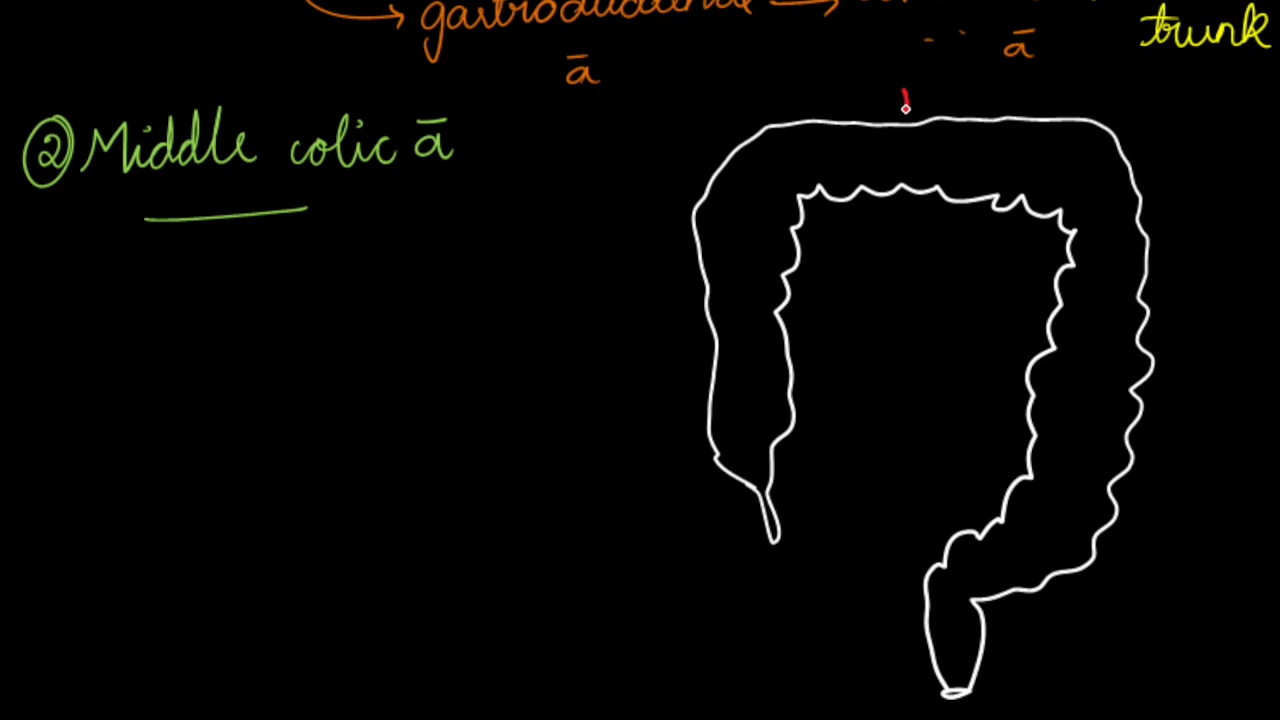 gastroduodenal
trunk
ā
ā
② Middle colic ā